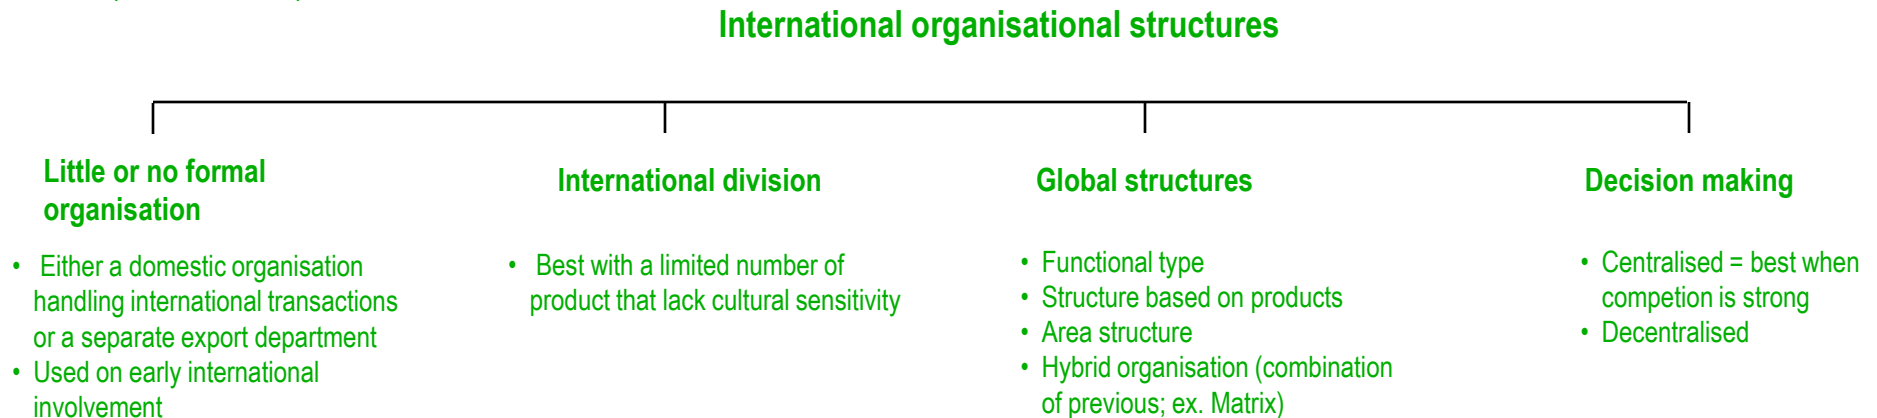 International organisational structures
Little or no formal
organisation
• Either a domestic organisation
handling international transactions
or a separate export department
• Used on early international
involvement
International division
• Best with a limited number of
product that lack cultural sensitivity
Global structures
• Functional type
• Structure based on products
• Area structure
• Hybrid organisation (combination
of previous; ex. Matrix)
Decision making
• Centralised = best when
competion is strong
• Decentralised